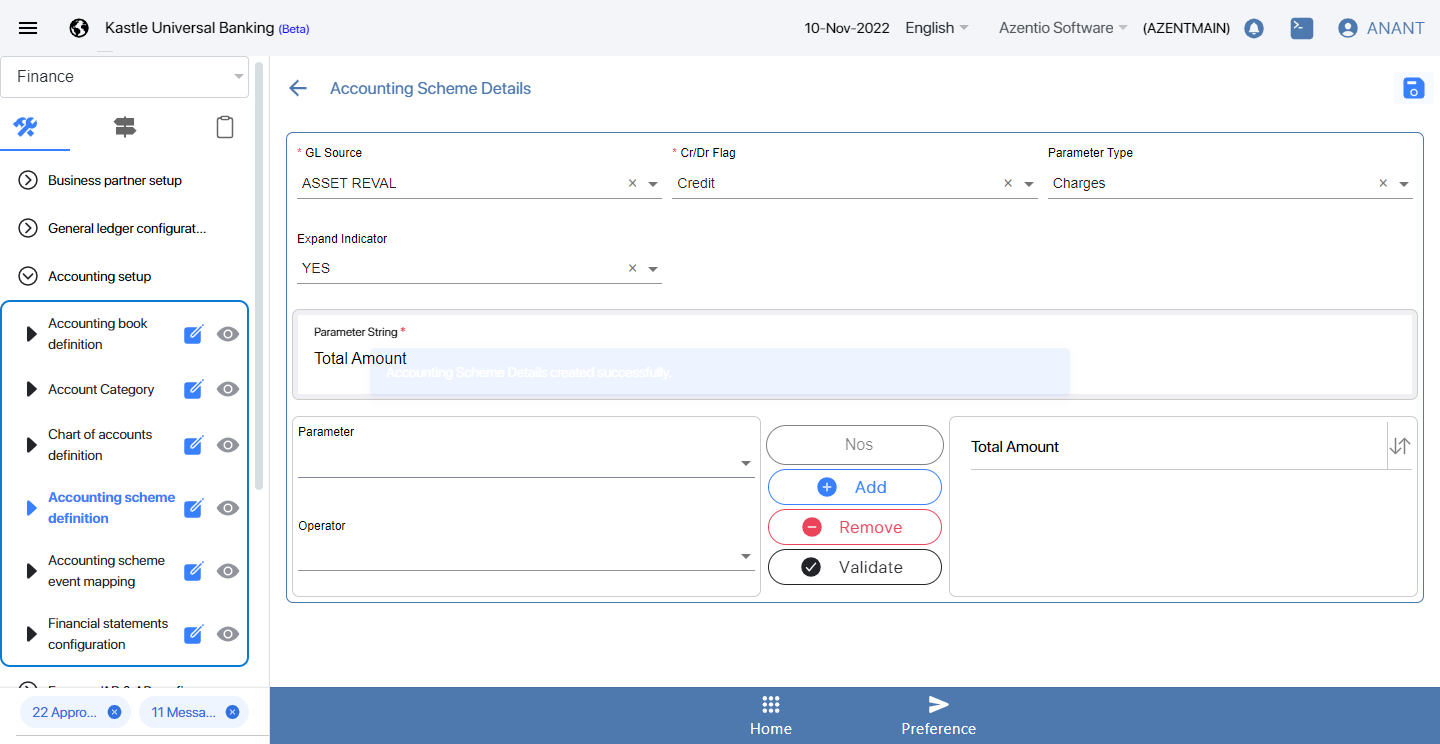 Kastle Universal Banking (Beta)
10-Nov-2022
English
Azentio Software
(AZENTMAIN)
ANANT
Finance
Business partner setup
General ledger configurat...
Accounting setup
Accounting book
definition
Account Category
Chart of accounts
definition
Accounting scheme
definition
Accounting scheme
event mapping
Financial statements
configuration
22 Appro...
11 Messa...
Accounting Scheme Details
* GL Source
ASSET REVAL
* Cr/Dr Flag
Credit
Parameter Type
Charges
Expand Indicator
YES
Parameter String *
Total Amount
Accounting Scheme Details created successfully.
Parameter
Operator
Nos
Add
Remove
Validate
Total Amount
Home
Preference